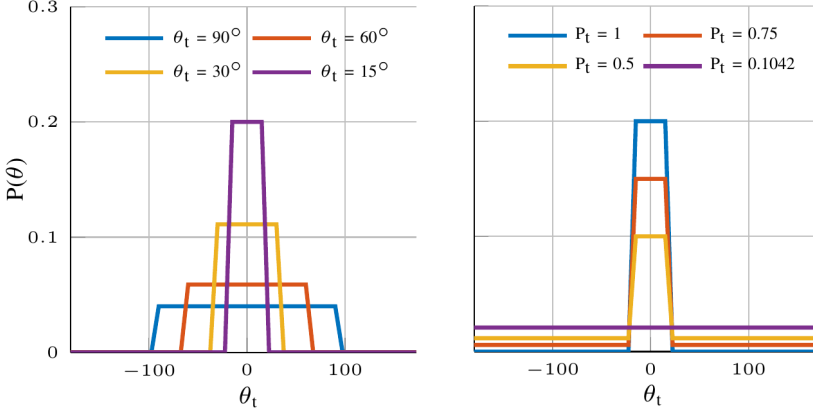 0.3
θt = 90° θt = 60°
θt = 30° θt = 15°
0.2
P(θ)
0.1
0
−100 0 100
θt
Pt = 1 Pt = 0.75
Pt = 0.5 Pt = 0.1042
−100 0 100
θt